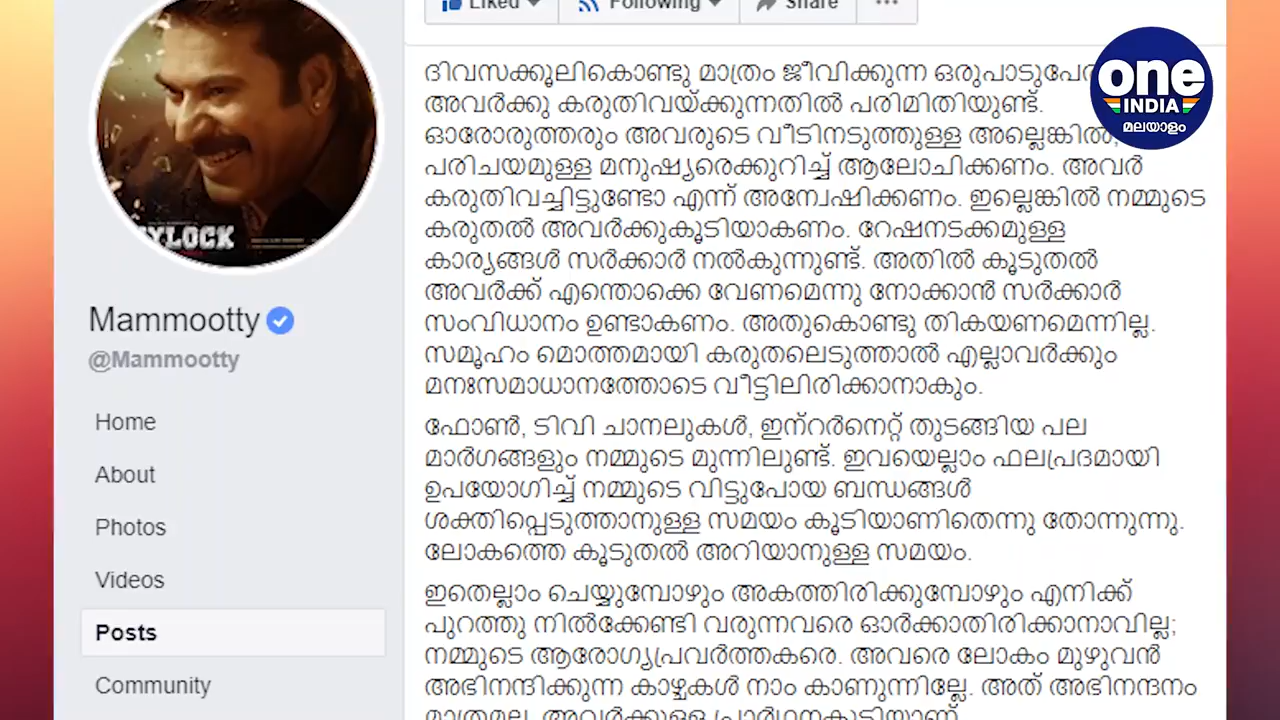 Liked
Following
Share
ദിവസക്കൂലികൊണ്ടു മാത്രം ജീവിക്കുന്ന
അവർക്കു കരുതിവയ്ക്കുന്നതിൽ പരിമിതിയുണ്ട്.
ഓരോരുത്തരും അവരുടെ വീടിനടുത്തുള്ള അല്ലെങ്കിൽ,
പരിചയമുള്ള മനുഷ്യരെക്കുറിച്ച് ആലോചിക്കണം. അവർ
കരുതിവച്ചിട്ടുണ്ടോ എന്ന് അന്വേഷിക്കണം. ഇല്ലെങ്കിൽ നമ്മുടെ
കരുതൽ അവർക്കുകൂടിയാകണം. റേഷനടക്കമുള്ള
കാര്യങ്ങൾ സർക്കാർ നൽകുന്നുണ്ട്. അതിൽ കൂടുതൽ
അവർക്ക് എന്തൊക്കെ വേണമെന്നു നോക്കാൻ സർക്കാർ
സംവിധാനം ഉണ്ടാകണം. അതുകൊണ്ടു തികയണമെന്നില്ല.
സമൂഹം മൊത്തമായി കരുതലെടുത്താൽ എല്ലാവർക്കും
മനഃസമാധാനത്തോടെ വീട്ടിലിരിക്കാനാകും.
ഫോൺ, ടിവി ചാനലുകൾ, ഇന്റർനെറ്റ് തുടങ്ങിയ പല
മാർഗങ്ങളും നമ്മുടെ മുന്നിലുണ്ട്. ഇവയെല്ലാം ഫലപ്രദമായി
ഉപയോഗിച്ച് നമ്മുടെ വിട്ടുപോയ ബന്ധങ്ങൾ
ശക്തിപ്പെടുത്താനുള്ള സമയം കൂടിയാണിതെന്നു തോന്നുന്നു.
ലോകത്തെ കൂടുതൽ അറിയാനുള്ള സമയം.
ഇതെല്ലാം ചെയ്യുമ്പോഴും അകത്തിരിക്കുമ്പോഴും എനിക്ക്
പുറത്തു നിൽക്കേണ്ടി വരുന്നവരെ ഓർക്കാതിരിക്കാനാവില്ല;
നമ്മുടെ ആരോഗ്യപ്രവർത്തകരെ. അവരെ ലോകം മുഴുവൻ
അഭിനന്ദിക്കുന്ന കാഴ്ചകൾ നാം കാണുന്നില്ലേ. അത് അഭിനന്ദനം
മാത്രമല്ല, അവർക്കുള്ള പ്രാർഥനകൂടിയാണ്
one
INDIA
മലയാളം
YLOCK
Mammootty
@Mammootty
Home
About
Photos
Videos
Posts
Community